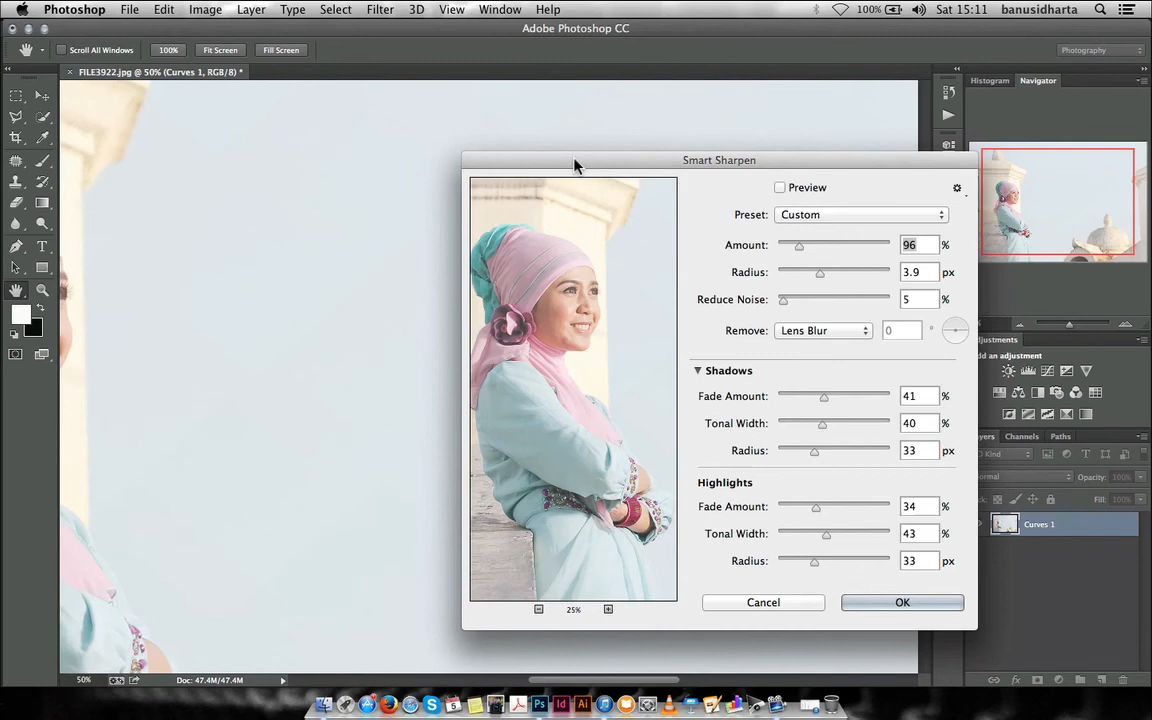 Photoshop File Edit Image Layer Type Select Filter 3D View Window Help 100% Sat 15:11 banusidharta
Adobe Photoshop CC
Scroll All Windows 100% Fit Screen Fill Screen Photography
× FILE3922.jpg @ 50% (Curves 1, RGB/8) *
Histogram Navigator
Smart Sharpen
Preview
Preset: Custom
Amount: 96 %
Radius: 3.9 px
Reduce Noise: 5 %
Remove: Lens Blur 0 °
Shadows
Fade Amount: 41 %
Tonal Width: 40 %
Radius: 33 px
Highlights
Fade Amount: 34 %
Tonal Width: 43 %
Radius: 33 px
Cancel OK
25%
djustments
dd an adjustment
yers Channels Paths
Kind
ormal Opacity: 100%
Fill: 100%
Curves 1
50% Doc: 47.4M/47.4M